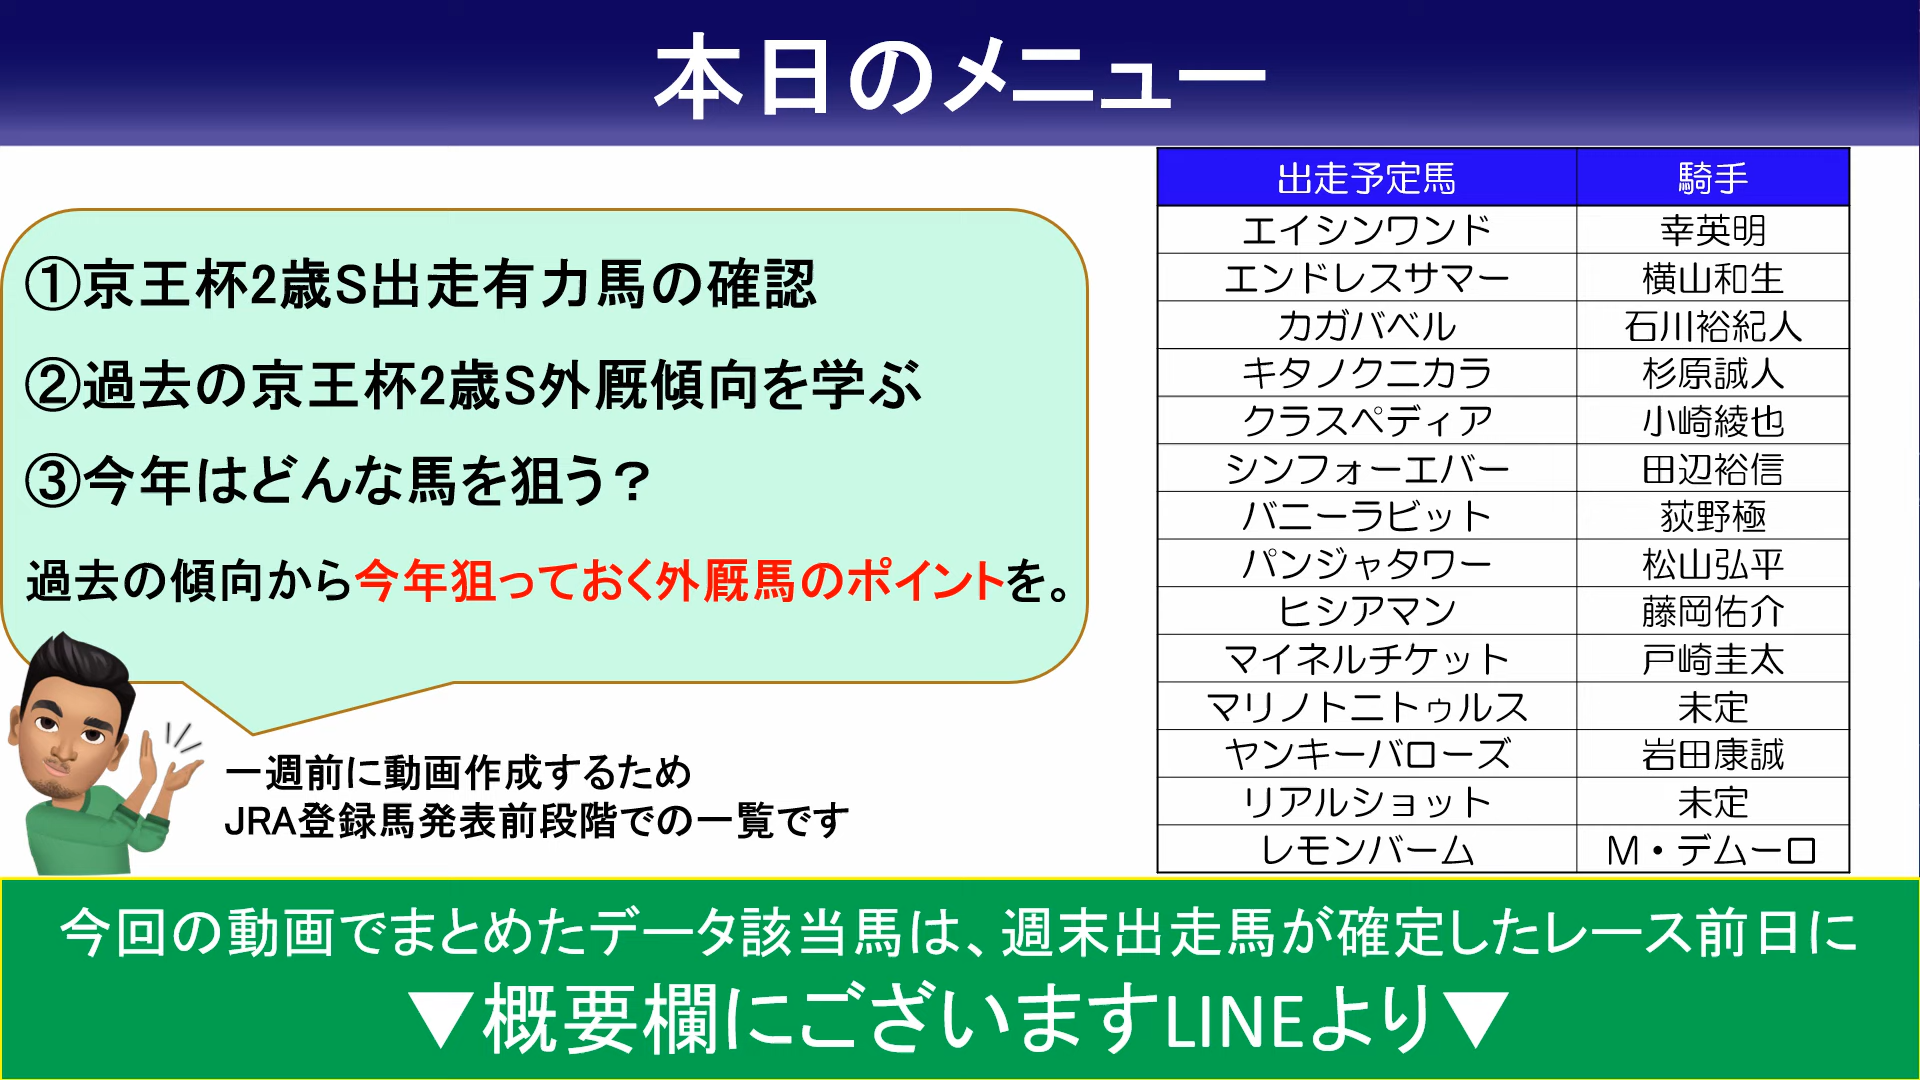 本日のメニュー
①京王杯2歳S出走有力馬の確認
②過去の京王杯2歳S外厩傾向を学ぶ
③今年はどんな馬を狙う？
過去の傾向から今年狙っておく外厩馬のポイントを。
一週前に動画作成するため
JRA登録馬発表前段階での一覧です
出走予定馬 騎手
エイシンワンド 幸英明
エンドレスサマー 横山和生
カガバベル 石川裕紀人
キタノクニカラ 杉原誠人
クラスペディア 小崎綾也
シンフォーエバー 田辺裕信
バニーラビット 荻野極
パンジャタワー 松山弘平
ヒシアマン 藤岡佑介
マイネルチケット 戸崎圭太
マリノトニトゥルス 未定
ヤンキーバローズ 岩田康誠
リアルショット 未定
レモンバーム M・デムーロ
今回の動画でまとめたデータ該当馬は、週末出走馬が確定したレース前日に
▼概要欄にございますLINEより▼